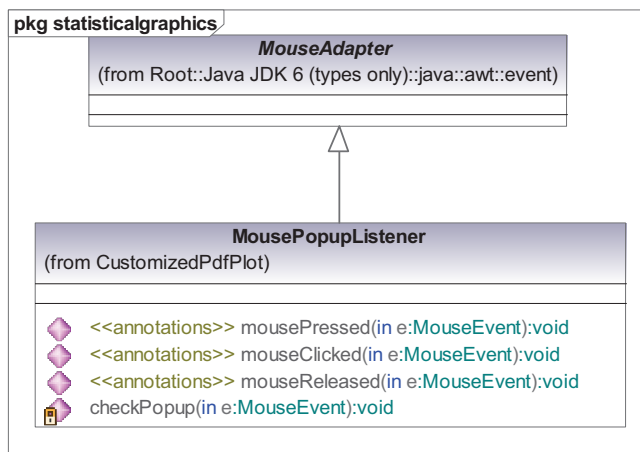 pkg statisticalgraphics
MouseAdapter
(from Root::Java JDK 6 (types only)::java::awt::event)
MousePopupListener
(from CustomizedPdfPlot)
<<annotations>> mousePressed(in e:MouseEvent):void
<<annotations>> mouseClicked(in e:MouseEvent):void
<<annotations>> mouseReleased(in e:MouseEvent):void
checkPopup(in e:MouseEvent):void